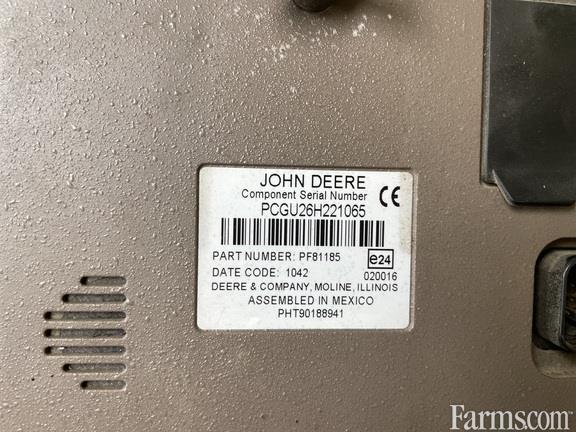 JOHN DEERE
Component Serial Number
CE
PCGU26H221065
PART NUMBER: PF81185
e24
DATE CODE: 1042
020016
DEERE & COMPANY, MOLINE, ILLINOIS
ASSEMBLED IN MEXICO
PHT90188941
Farms.com